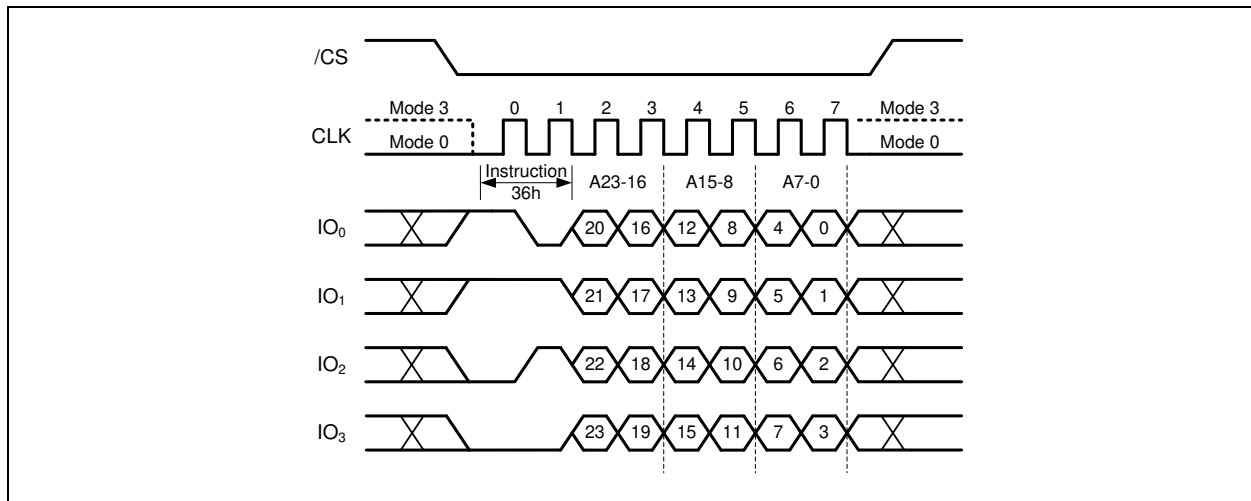 /CS
Mode 3 0 1 2 3 4 5 6 7 Mode 3
CLK
Mode 0 Mode 0
Instruction
36h
A23-16 A15-8 A7-0
IO₀ 20 16 12 8 4 0
IO₁ 21 17 13 9 5 1
IO₂ 22 18 14 10 6 2
IO₃ 23 19 15 11 7 3